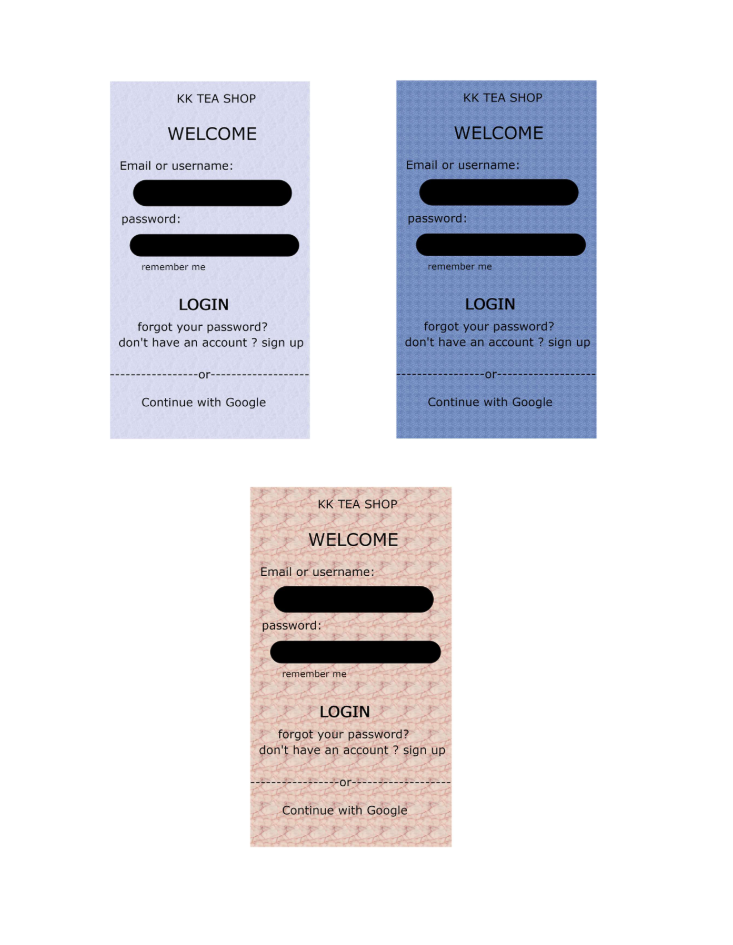 KK TEA SHOP
WELCOME
Email or username:
password:
remember me
LOGIN
forgot your password?
don't have an account ? sign up
-----------------or-------------------
Continue with Google
KK TEA SHOP
WELCOME
Email or username:
password:
remember me
LOGIN
forgot your password?
don't have an account ? sign up
-----------------or-------------------
Continue with Google
KK TEA SHOP
WELCOME
Email or username:
password:
remember me
LOGIN
forgot your password?
don't have an account ? sign up
-----------------or-------------------
Continue with Google